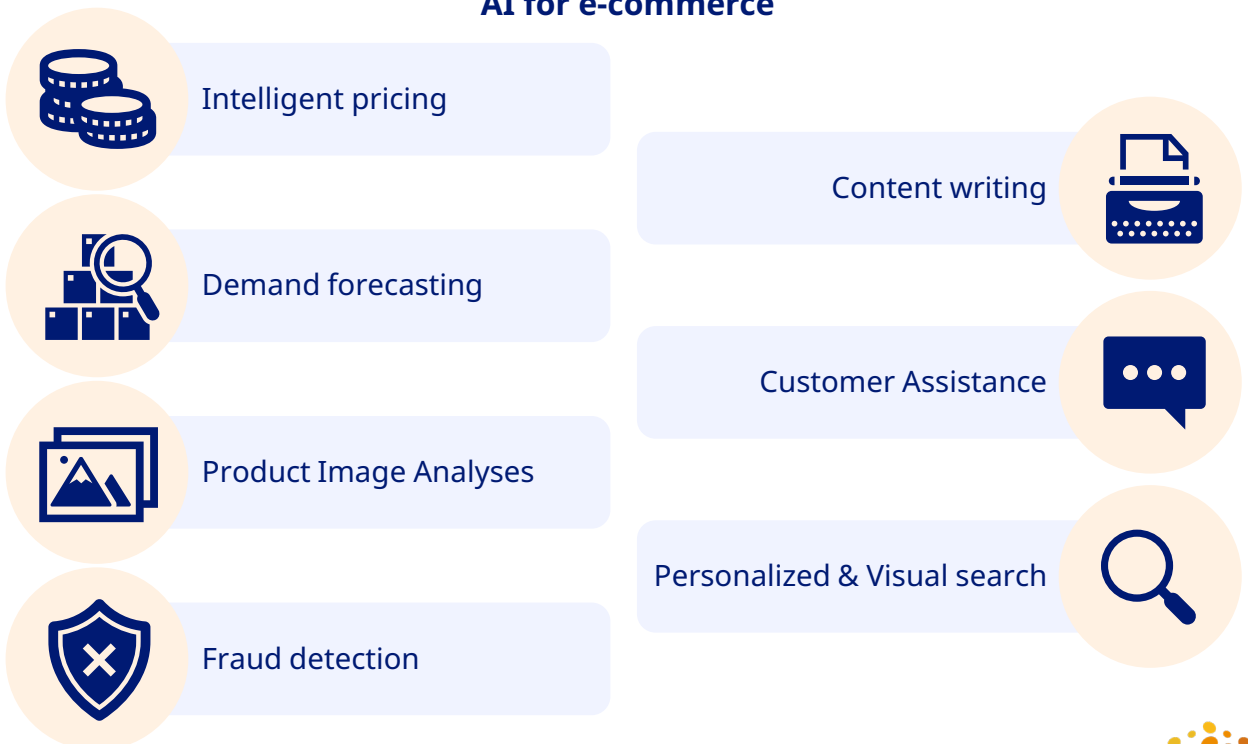 AI for e-commerce
Intelligent pricing
Demand forecasting
Product Image Analyses
Fraud detection
Content writing
Customer Assistance
Personalized & Visual search